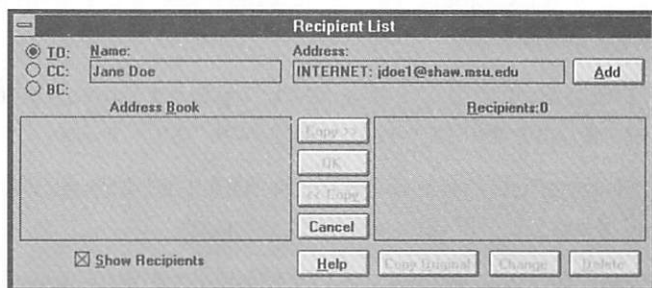 Recipient List
TO: Name: Address:
CC: Jane Doe INTERNET: jdoe1@shaw.msu.edu Add
BC:
Address Book Recipients:0
Copy >>
OK
<< Copy
Cancel
Show Recipients Help Copy Original Change Delete